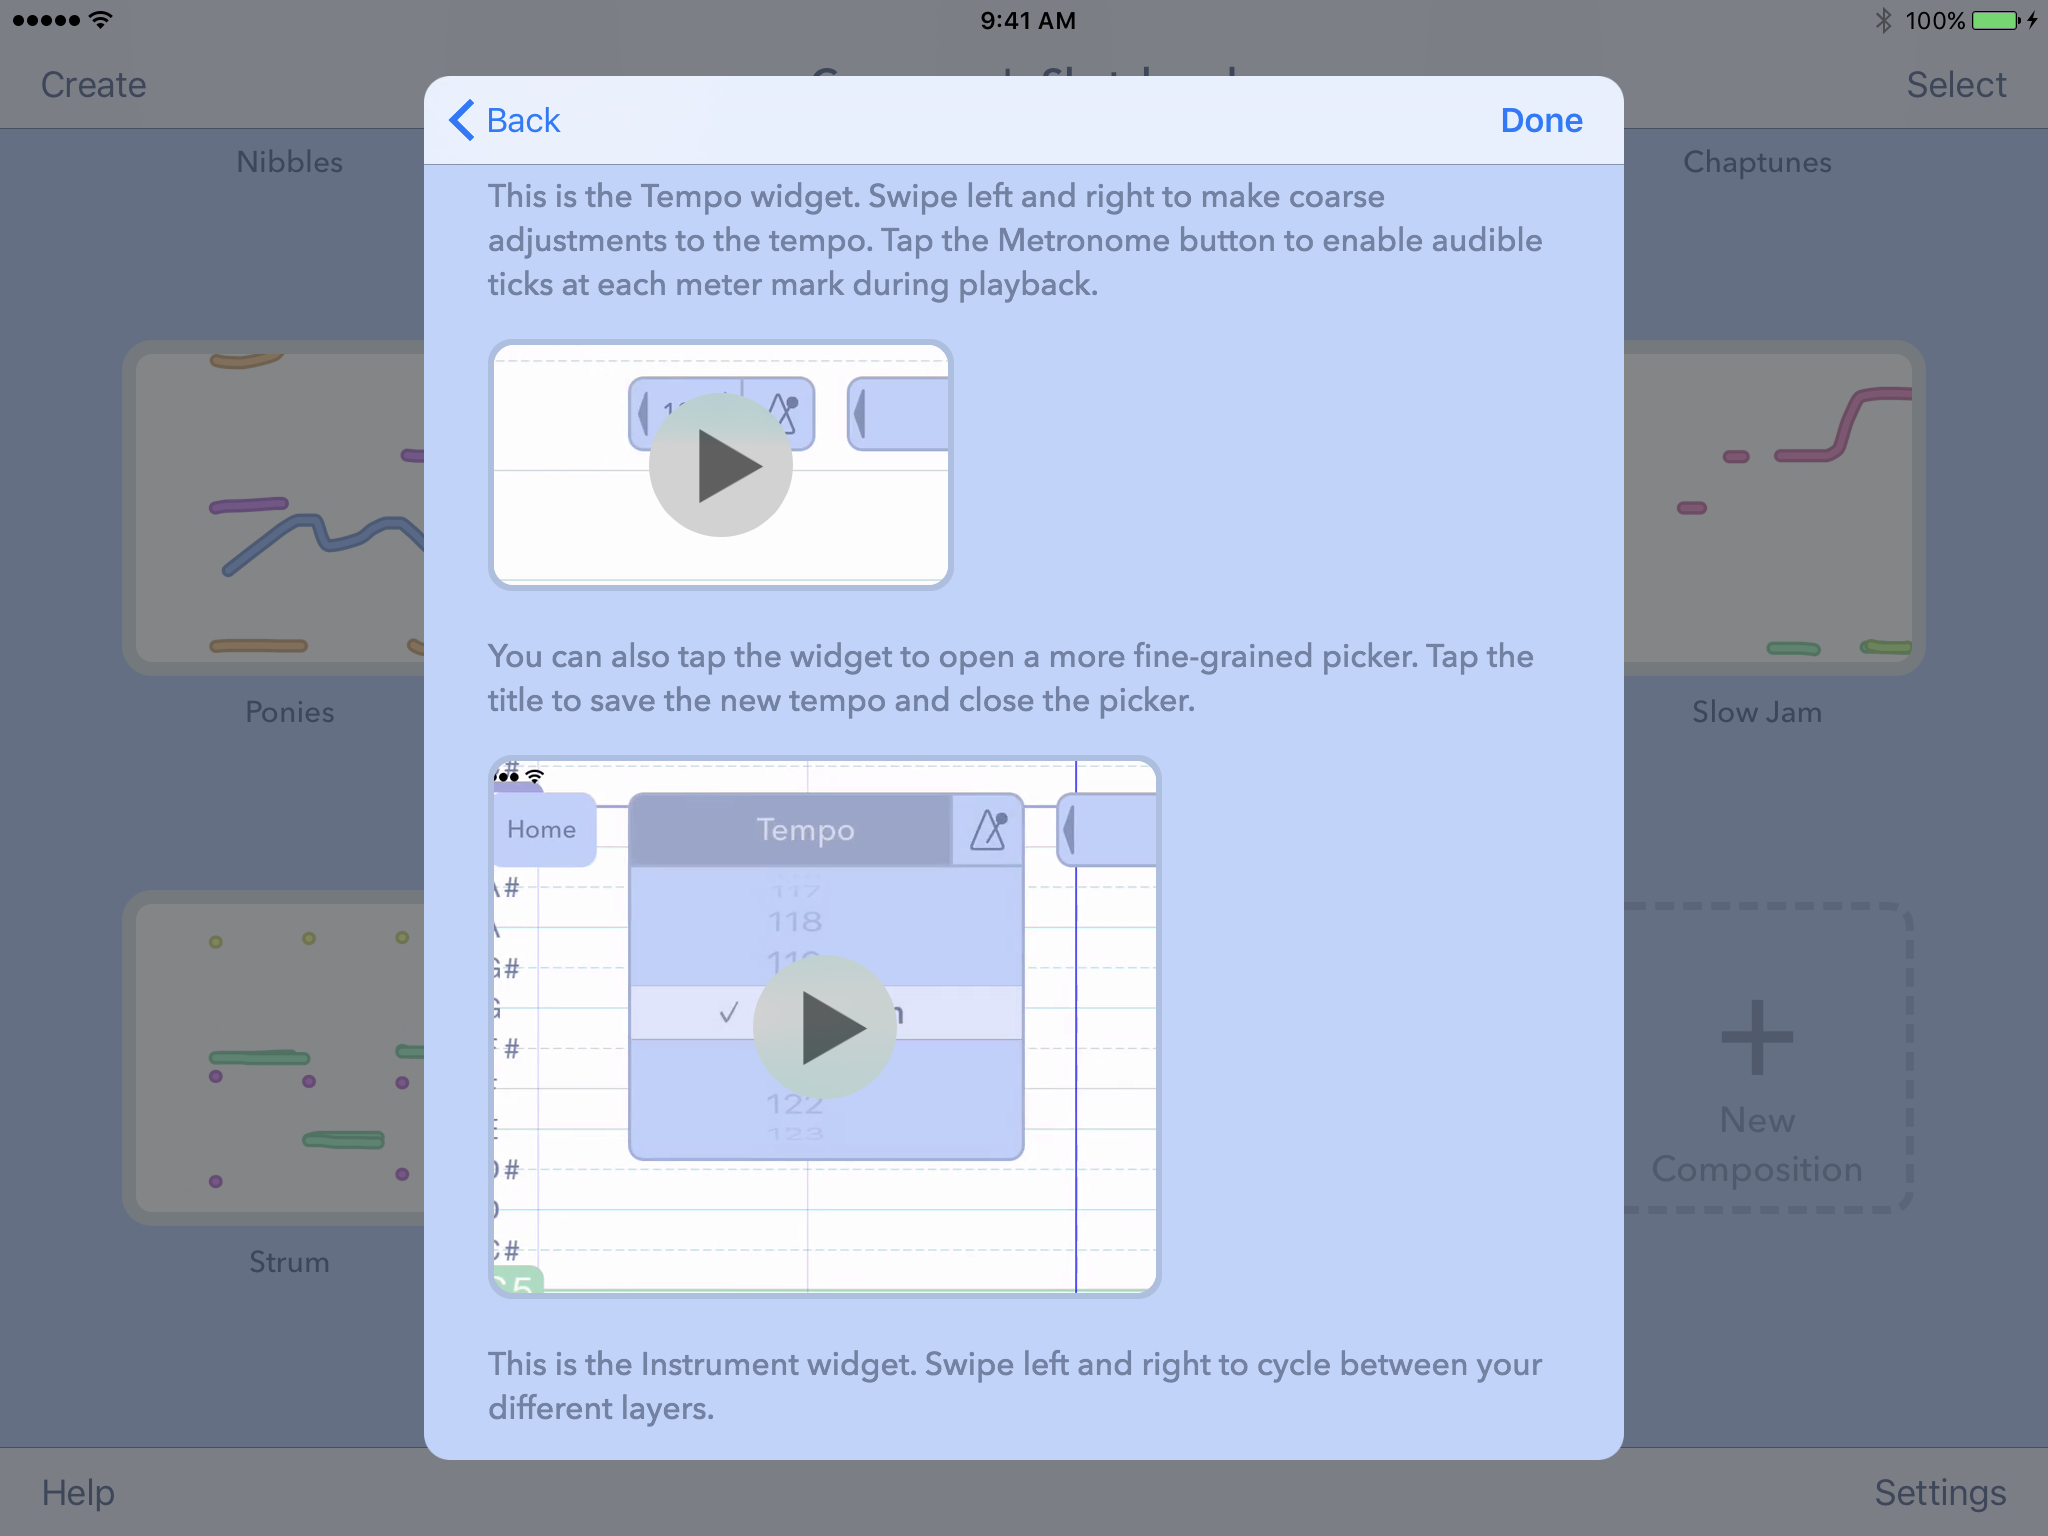 9:41 AM
100%
Create
Select
Back
Done
Nibbles
Chaptunes
This is the Tempo widget. Swipe left and right to make coarse
adjustments to the tempo. Tap the Metronome button to enable audible
ticks at each meter mark during playback.
You can also tap the widget to open a more fine-grained picker. Tap the
title to save the new tempo and close the picker.
Ponies
Slow Jam
Home
Tempo
117
118
119
122
123
A#
G#
G
F#
D#
D
C#
C5
New
Composition
Strum
This is the Instrument widget. Swipe left and right to cycle between your
different layers.
Help
Settings